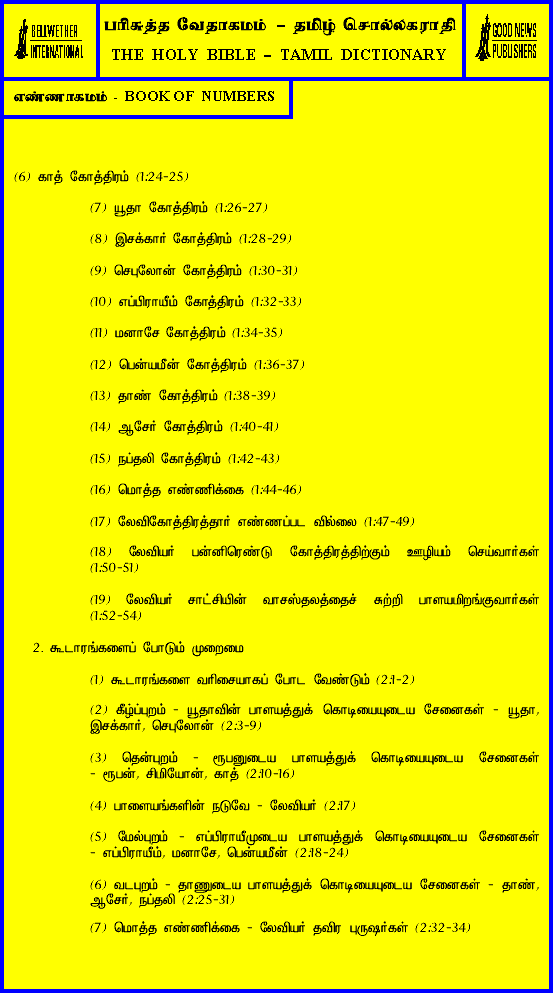 BELLWETHER
INTERNATIONAL
பரிசுத்த வேதாகமம் - தமிழ் சொல்லகராதி
THE HOLY BIBLE - TAMIL DICTIONARY
GOOD NEWS
PUBLISHERS
எண்ணாகமம் - BOOK OF NUMBERS
(6) காத் கோத்திரம் (1:24-25)
(7) யூதா கோத்திரம் (1:26-27)
(8) இசக்கார் கோத்திரம் (1:28-29)
(9) செபுலோன் கோத்திரம் (1:30-31)
(10) எப்பிராயீம் கோத்திரம் (1:32-33)
(11) மனாசே கோத்திரம் (1:34-35)
(12) பென்யமீன் கோத்திரம் (1:36-37)
(13) தாண் கோத்திரம் (1:38-39)
(14) ஆசேர் கோத்திரம் (1:40-41)
(15) நப்தலி கோத்திரம் (1:42-43)
(16) மொத்த எண்ணிக்கை (1:44-46)
(17) லேவிகோத்திரத்தார் எண்ணப்பட வில்லை (1:47-49)
(18) லேவியர் பன்னிரெண்டு கோத்திரத்திற்கும் ஊழியம் செய்வார்கள்
(1:50-51)
(19) லேவியர் சாட்சியின் வாசஸ்தலத்தைச் சுற்றி பாளயமிறங்குவார்கள்
(1:52-54)
2. கூடாரங்களைப் போடும் முறைமை
(1) கூடாரங்களை வரிசையாகப் போட வேண்டும் (2:1-2)
(2) கீழ்ப்புறம் - யூதாவின் பாளயத்துக் கொடியையுடைய சேனைகள் - யூதா,
இசக்கார், செபுலோன் (2:3-9)
(3) தென்புறம் - ரூபனுடைய பாளயத்துக் கொடியையுடைய சேனைகள்
- ரூபன், சிமியோன், காத் (2:10-16)
(4) பாளையங்களின் நடுவே - லேவியர் (2:17)
(5) மேல்புறம் - எப்பிராயீமுடைய பாளயத்துக் கொடியையுடைய சேனைகள்
- எப்பிராயீம், மனாசே, பென்யமீன் (2:18-24)
(6) வடபுறம் - தாணுடைய பாளயத்துக் கொடியையுடைய சேனைகள் - தாண்,
ஆசேர், நப்தலி (2:25-31)
(7) மொத்த எண்ணிக்கை - லேவியர் தவிர புருஷர்கள் (2:32-34)